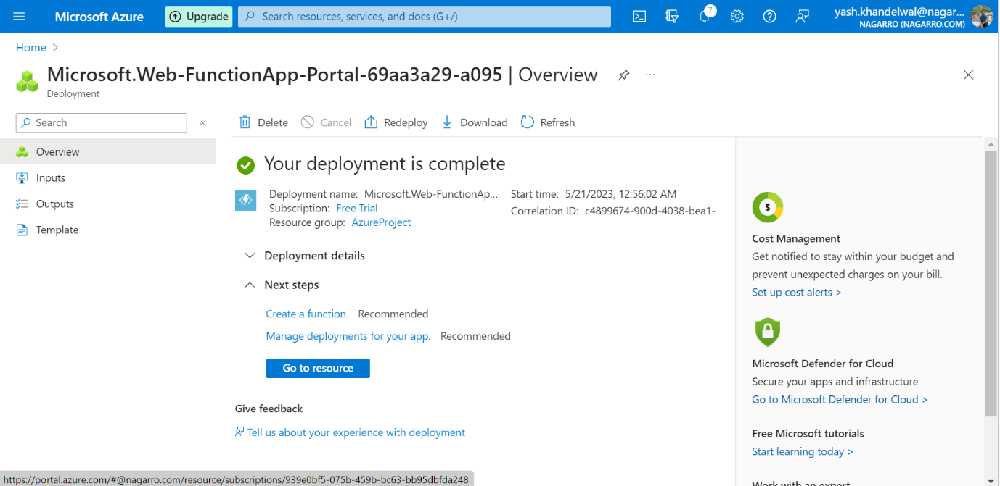 Microsoft Azure
Upgrade
Search resources, services, and docs (G+/)
7
yash.khandelwal@nagar...
NAGARRO (NAGARRO.COM)
Home >
Microsoft.Web-FunctionApp-Portal-69aa3a29-a095 | Overview
...
Deployment
Search
«
Delete
Cancel
Redeploy
Download
Refresh
Overview
Inputs
Outputs
Template
Your deployment is complete
Deployment name: Microsoft.Web-FunctionAp...
Subscription: Free Trial
Resource group: AzureProject
Start time: 5/21/2023, 12:56:02 AM
Correlation ID: c4899674-900d-4038-bea1-
Deployment details
Next steps
Create a function. Recommended
Manage deployments for your app. Recommended
Go to resource
Give feedback
Tell us about your experience with deployment
$
Cost Management
Get notified to stay within your budget and
prevent unexpected charges on your bill.
Set up cost alerts >
Microsoft Defender for Cloud
Secure your apps and infrastructure
Go to Microsoft Defender for Cloud >
Free Microsoft tutorials
Start learning today >
Work with an expert
https://portal.azure.com/#@nagarro.com/resource/subscriptions/939e0bf5-075b-459b-bc63-bb95dbfda248